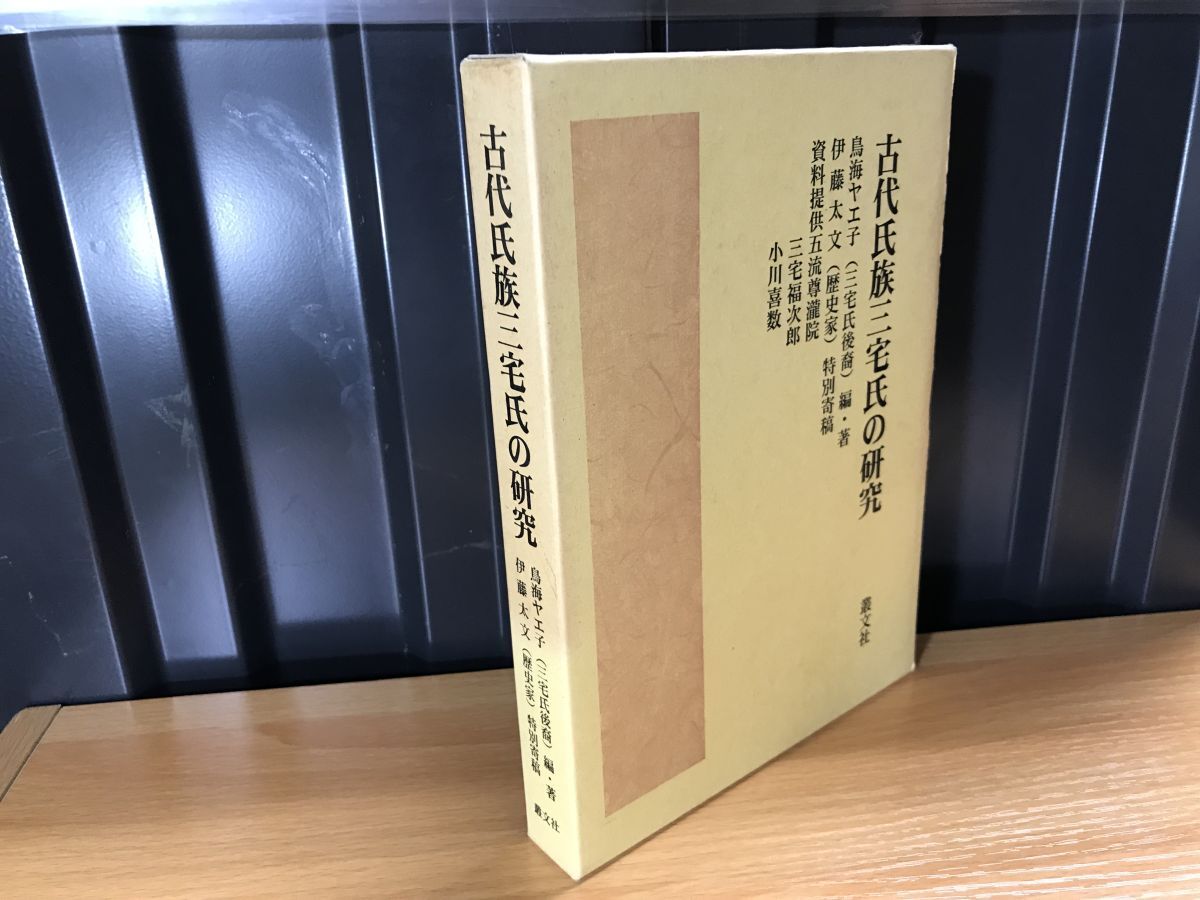 古代氏族三宅氏の研究
鳥海ヤエ子（三宅氏後裔）編・著
伊藤太文（歴史家）特別寄稿
資料提供五流尊瀧院
三宅福次郎
小川喜数
叢文社
古代氏族三宅氏の研究
鳥海ヤエ子（三宅氏後裔）編・著
伊藤太文（歴史家）特別寄稿
叢文社